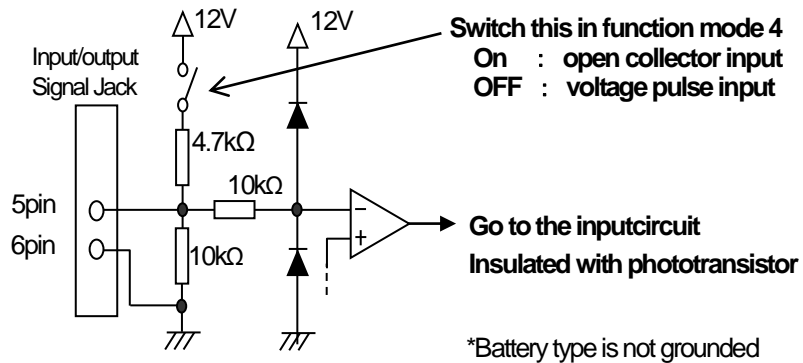 12V
12V
Switch this in function mode 4
On : open collector input
OFF : voltage pulse input
Input/output
Signal Jack
4.7kΩ
10kΩ
5pin
6pin
10kΩ
−
+
Go to the inputcircuit
Insulated with phototransistor
*Battery type is not grounded